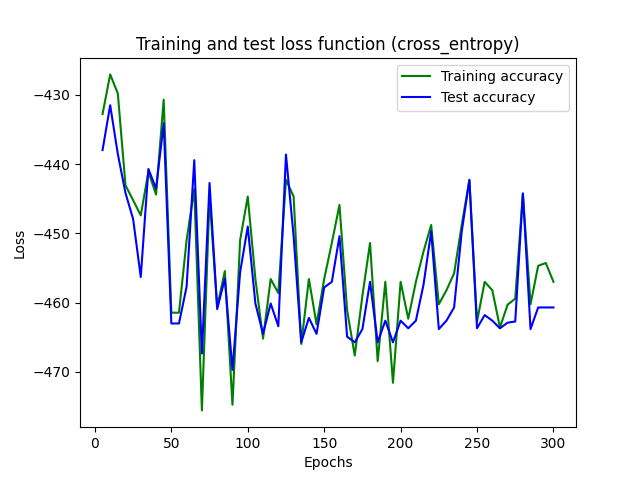 Training and test loss function (cross_entropy)
Training accuracy
Test accuracy
−430
−440
−450
−460
−470
Loss
0 50 100 150 200 250 300
Epochs